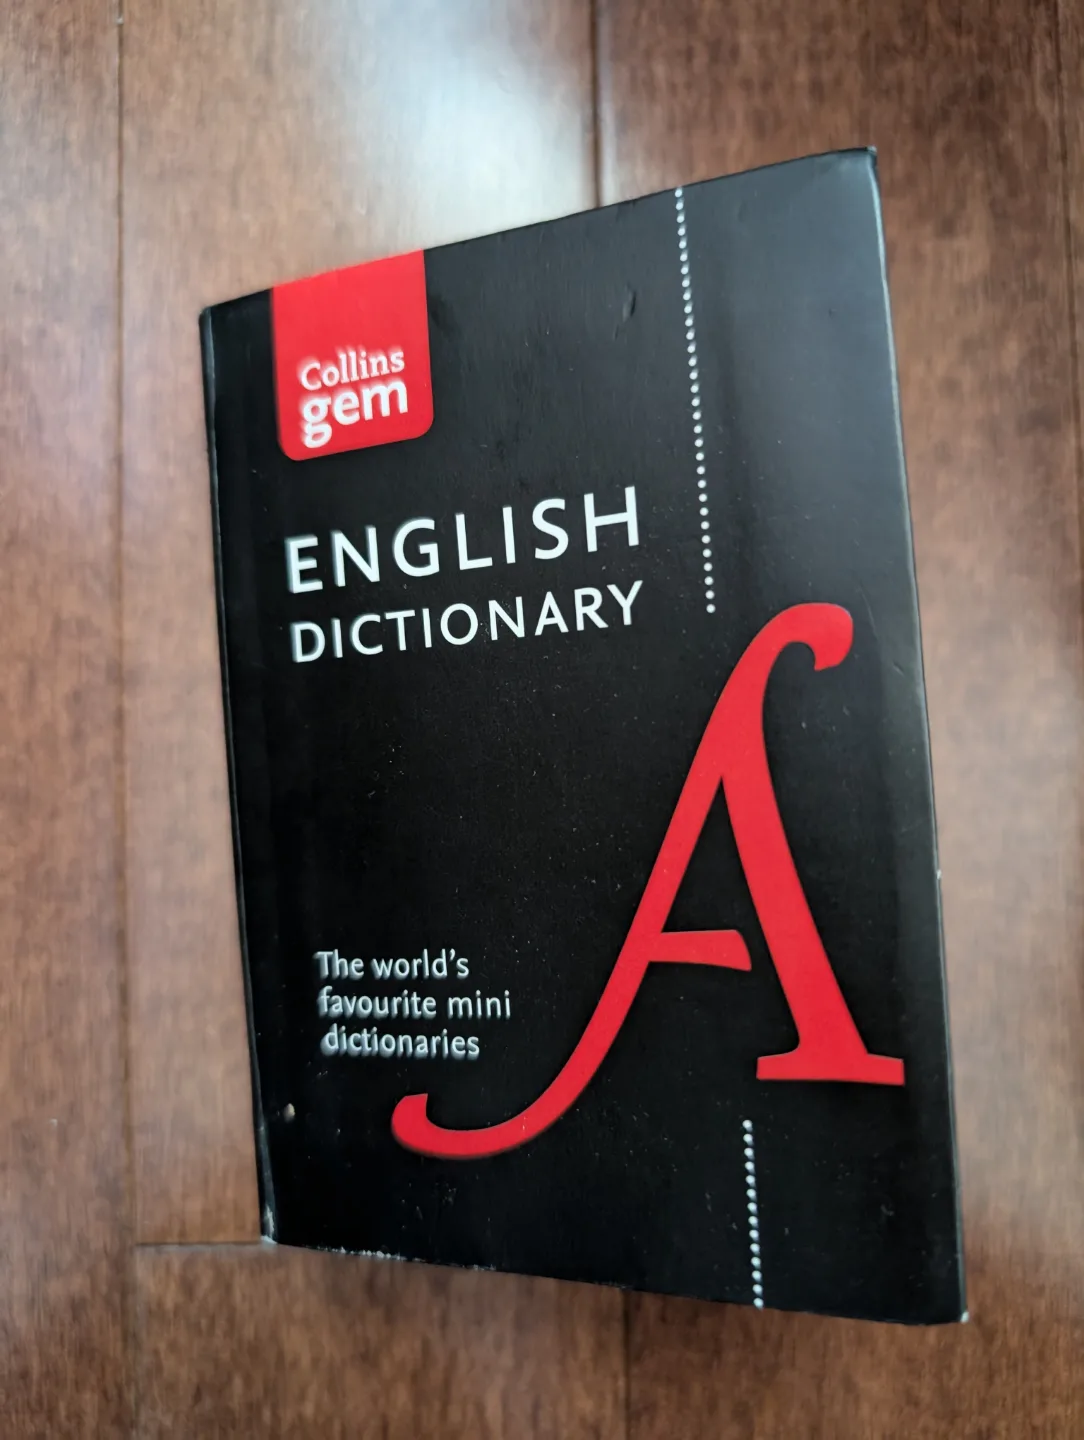 Collins
gem
ENGLISH
DICTIONARY
A
The world's
favourite mini
dictionaries